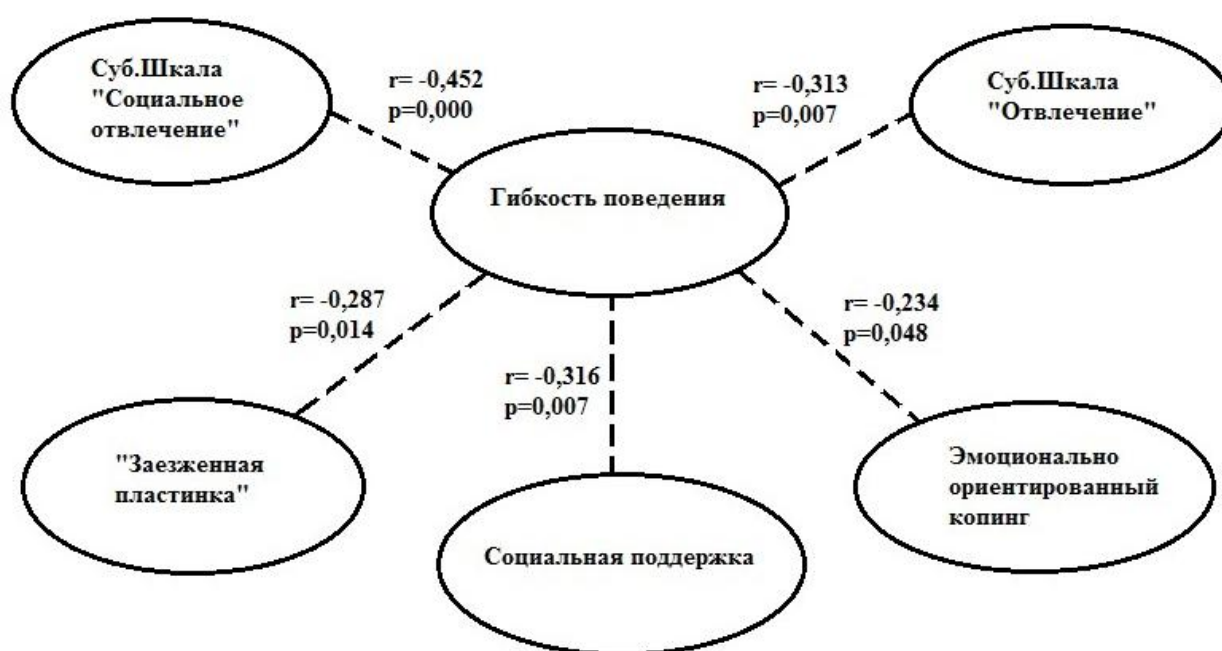 Суб.Шкала
"Социальное
отвлечение"
r= -0,452
p=0,000
r= -0,313
p=0,007
Суб.Шкала
"Отвлечение"
Гибкость поведения
r= -0,287
p=0,014
r= -0,316
p=0,007
r= -0,234
p=0,048
"Заезженная
пластинка"
Социальная поддержка
Эмоционально
ориентированный
копинг